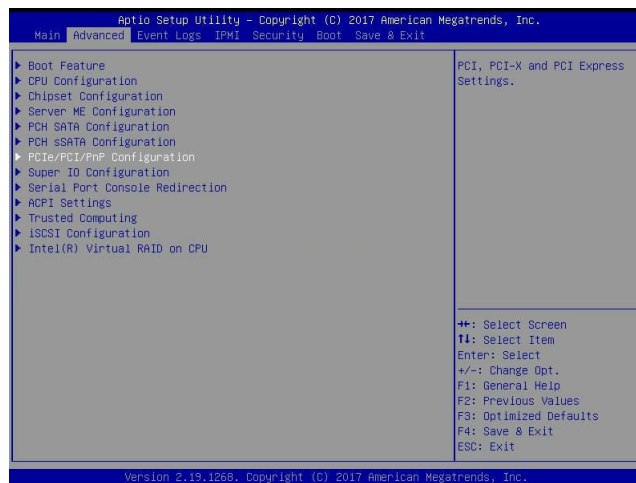 Aptio Setup Utility – Copyright (C) 2017 American Megatrends, Inc.
Main Advanced Event Logs IPMI Security Boot Save & Exit
Boot Feature
CPU Configuration
Chipset Configuration
Server ME Configuration
PCH SATA Configuration
PCH sSATA Configuration
PCIe/PCI/PnP Configuration
Super IO Configuration
Serial Port Console Redirection
ACPI Settings
Trusted Computing
iSCSI Configuration
Intel(R) Virtual RAID on CPU
PCI, PCI-X and PCI Express
Settings.
→←: Select Screen
↑↓: Select Item
Enter: Select
+/-: Change Opt.
F1: General Help
F2: Previous Values
F3: Optimized Defaults
F4: Save & Exit
ESC: Exit
Version 2.19.1268. Copyright (C) 2017 American Megatrends, Inc.